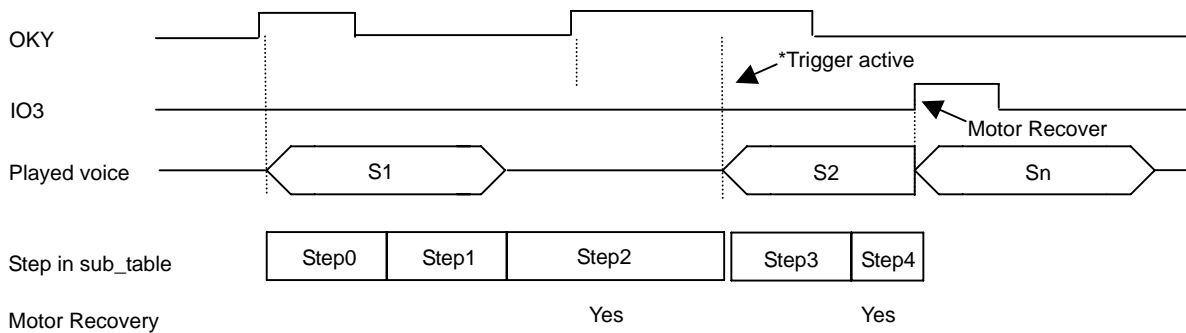 OKY
*Trigger active
IO3
Motor Recover
Played voice S1 S2 Sn
Step in sub_table Step0 Step1 Step2 Step3 Step4
Motor Recovery Yes Yes